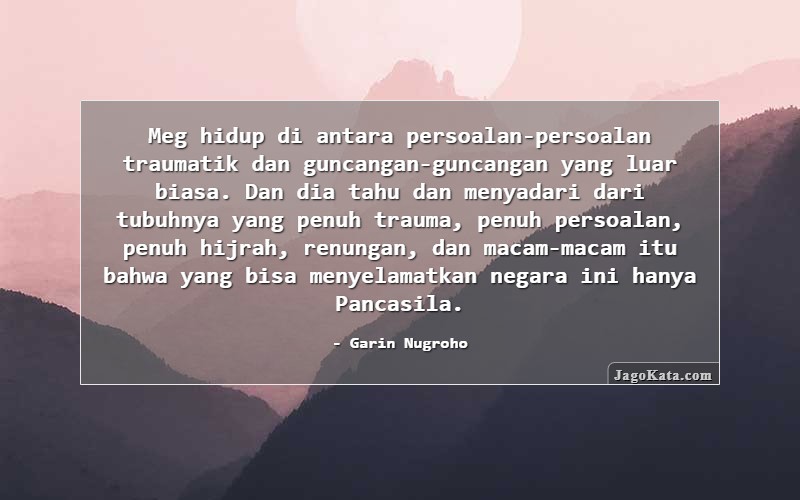 Meg hidup di antara persoalan-persoalan
traumatik dan guncangan-guncangan yang luar
biasa. Dan dia tahu dan menyadari dari
tubuhnya yang penuh trauma, penuh persoalan,
penuh hijrah, renungan, dan macam-macam itu
bahwa yang bisa menyelamatkan negara ini hanya
Pancasila.
- Garin Nugroho
JagoKata.com